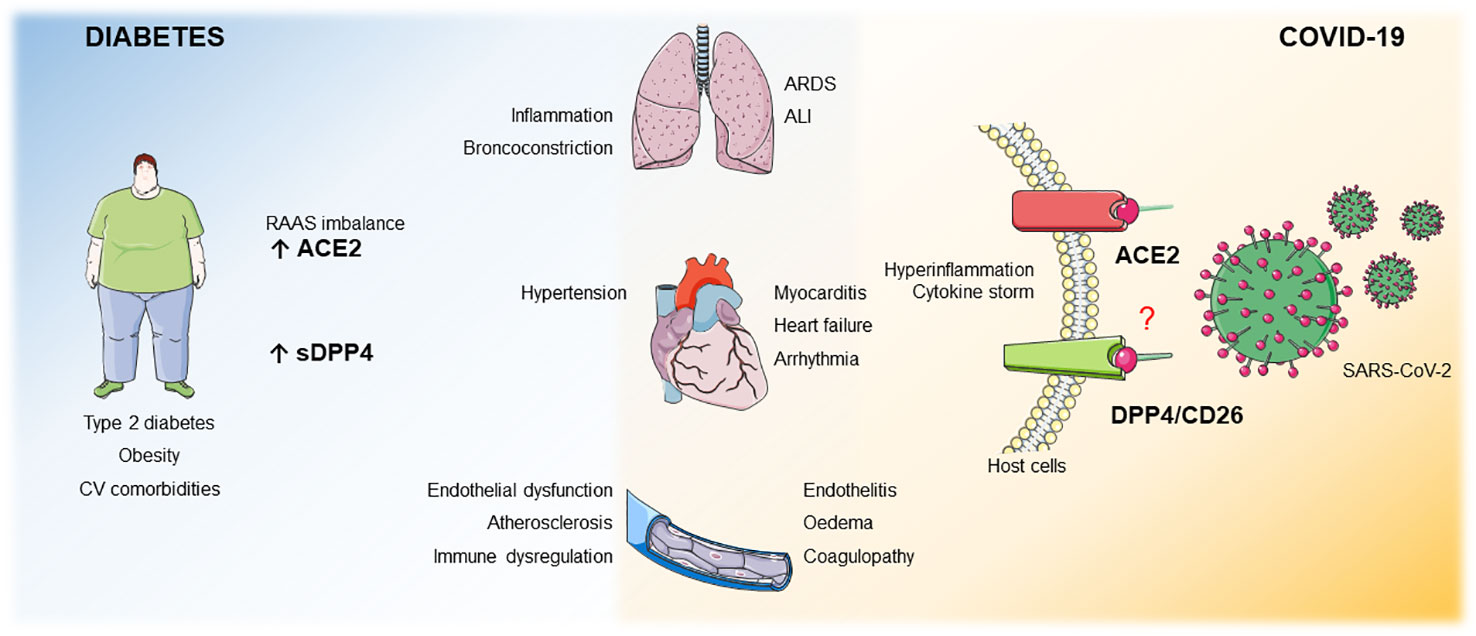 DIABETES
COVID-19
ARDS
ALI
Inflammation
Broncoconstriction
RAAS imbalance
↑ ACE2
↑ sDPP4
Type 2 diabetes
Obesity
CV comorbidities
Hypertension
Myocarditis
Heart failure
Arrhythmia
Endothelial dysfunction
Atherosclerosis
Immune dysregulation
Endothelitis
Oedema
Coagulopathy
Hyperinflammation
Cytokine storm
ACE2
?
DPP4/CD26
Host cells
SARS-CoV-2